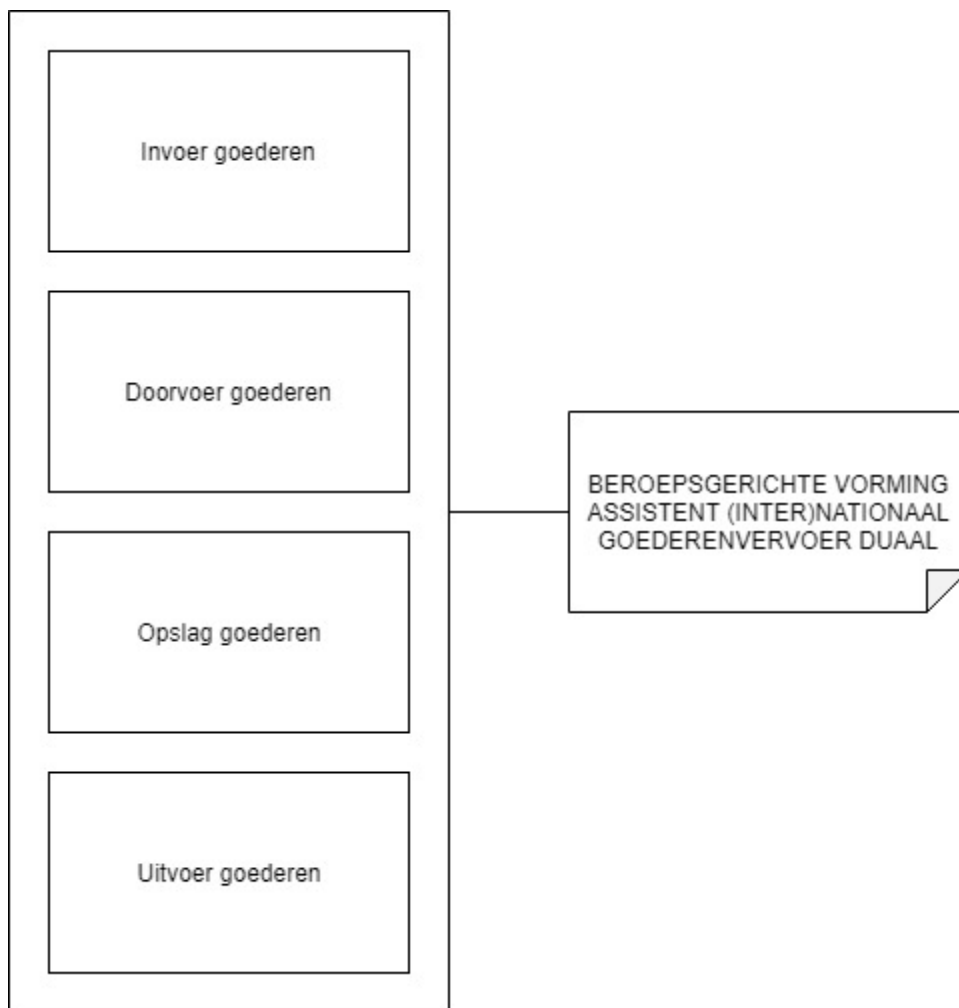 Invoer goederen
Doorvoer goederen
BEROEPSGERICHTE VORMING
ASSISTENT (INTER)NATIONAAL
GOEDERENVERVOER DUAAL
Opslag goederen
Uitvoer goederen